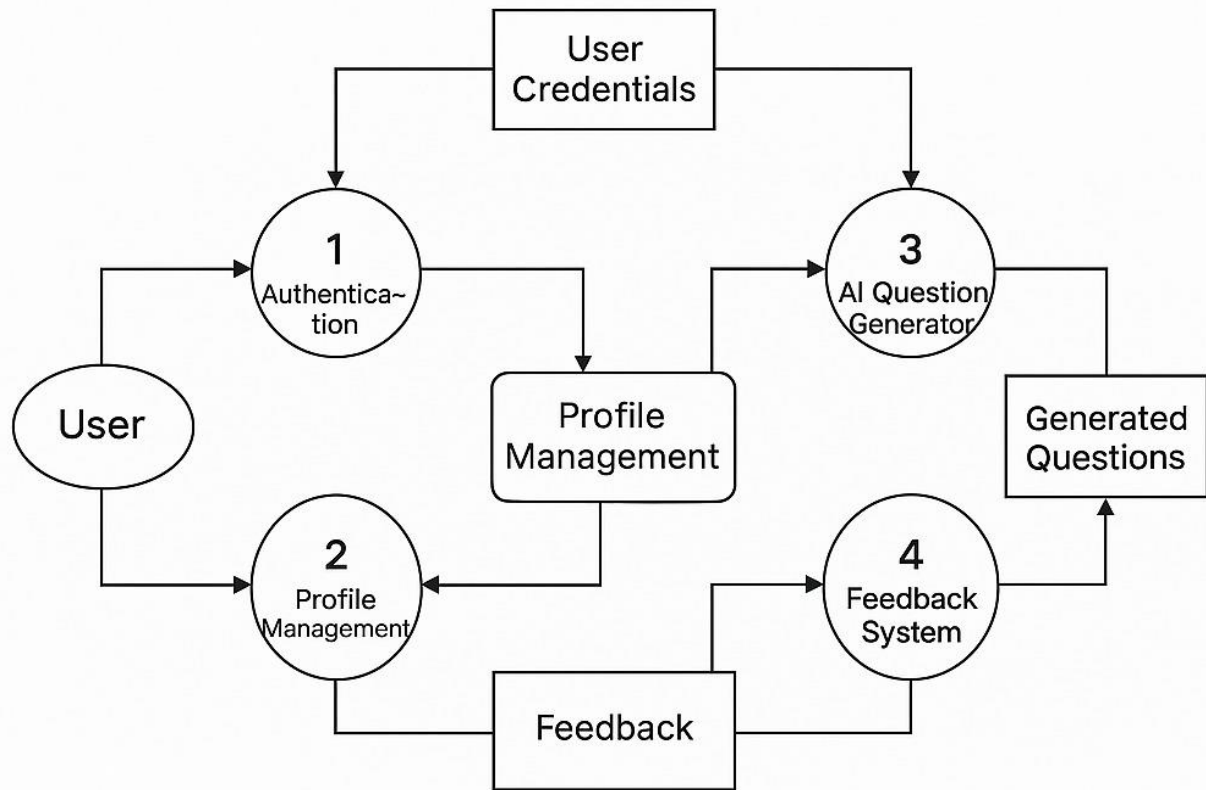 User
Credentials
1
Authentica~
tion
3
AI Question
Generator
User
Profile
Management
Generated
Questions
2
Profile
Management
4
Feedback
System
Feedback